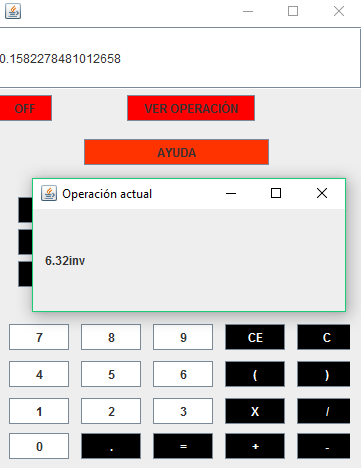 0.1582278481012658
OFF VER OPERACIÓN
AYUDA
Operación actual
6.32inv
7 8 9 CE C
4 5 6 ( )
1 2 3 X /
0 . = + -